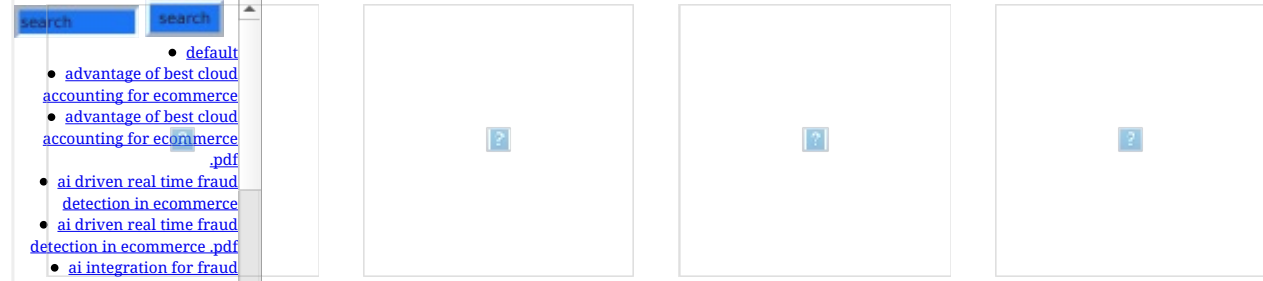 search search
default
advantage of best cloud
accounting for ecommerce
advantage of best cloud
accounting for ecommerce
.pdf
ai driven real time fraud
detection in ecommerce
ai driven real time fraud
detection in ecommerce .pdf
ai integration for fraud